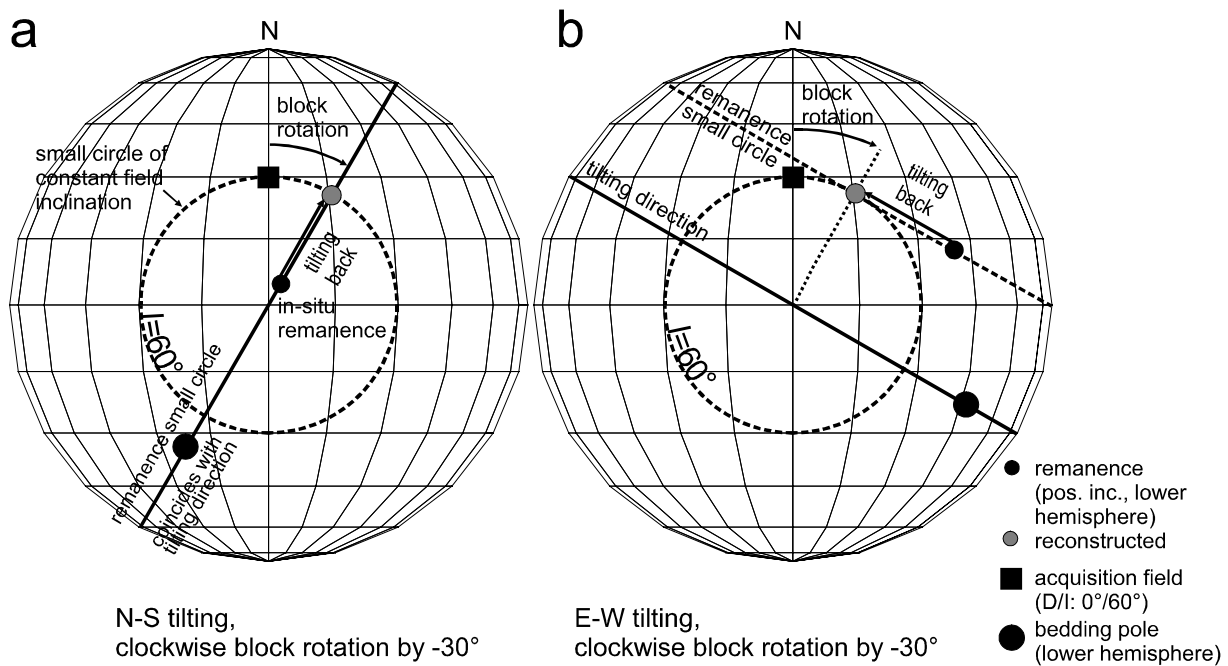 a
N
block
rotation
small circle of
constant field
inclination
tilting
back
in-situ
remanence
I=60°
remanence small circle
coincides with
tilting direction
N-S tilting,
clockwise block rotation by -30°
b
N
block
rotation
remanence
small circle
tilting direction
tilting
back
I=60°
E-W tilting,
clockwise block rotation by -30°
remanence
(pos. inc., lower
hemisphere)
reconstructed
acquisition field
(D/I: 0°/60°)
bedding pole
(lower hemisphere)